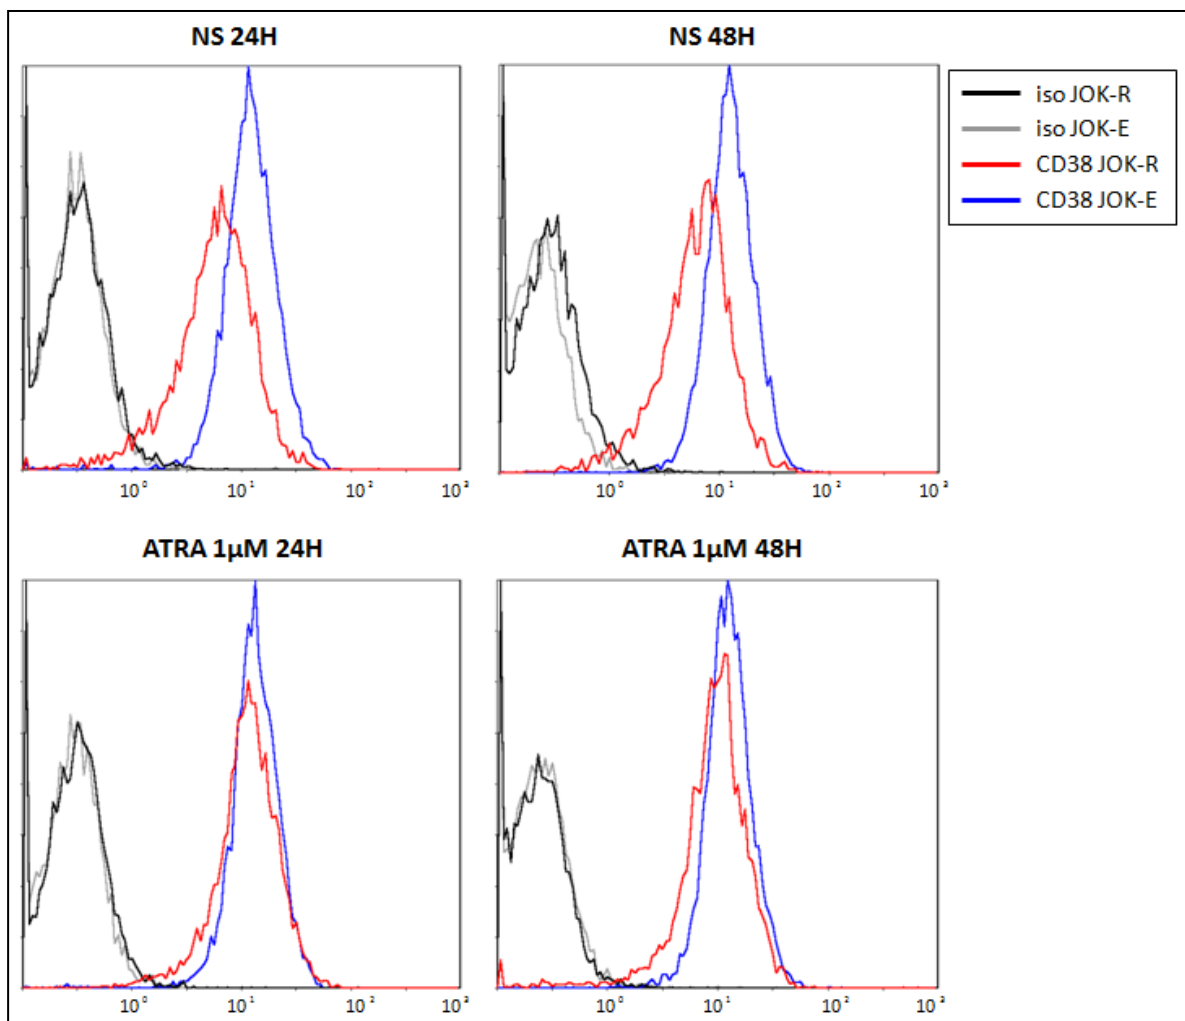 NS 24H
NS 48H
iso JOK-R
iso JOK-E
CD38 JOK-R
CD38 JOK-E
10⁰ 10¹ 10² 10³
10⁰ 10¹ 10² 10³
ATRA 1µM 24H
ATRA 1µM 48H
10⁰ 10¹ 10² 10³
10⁰ 10¹ 10² 10³